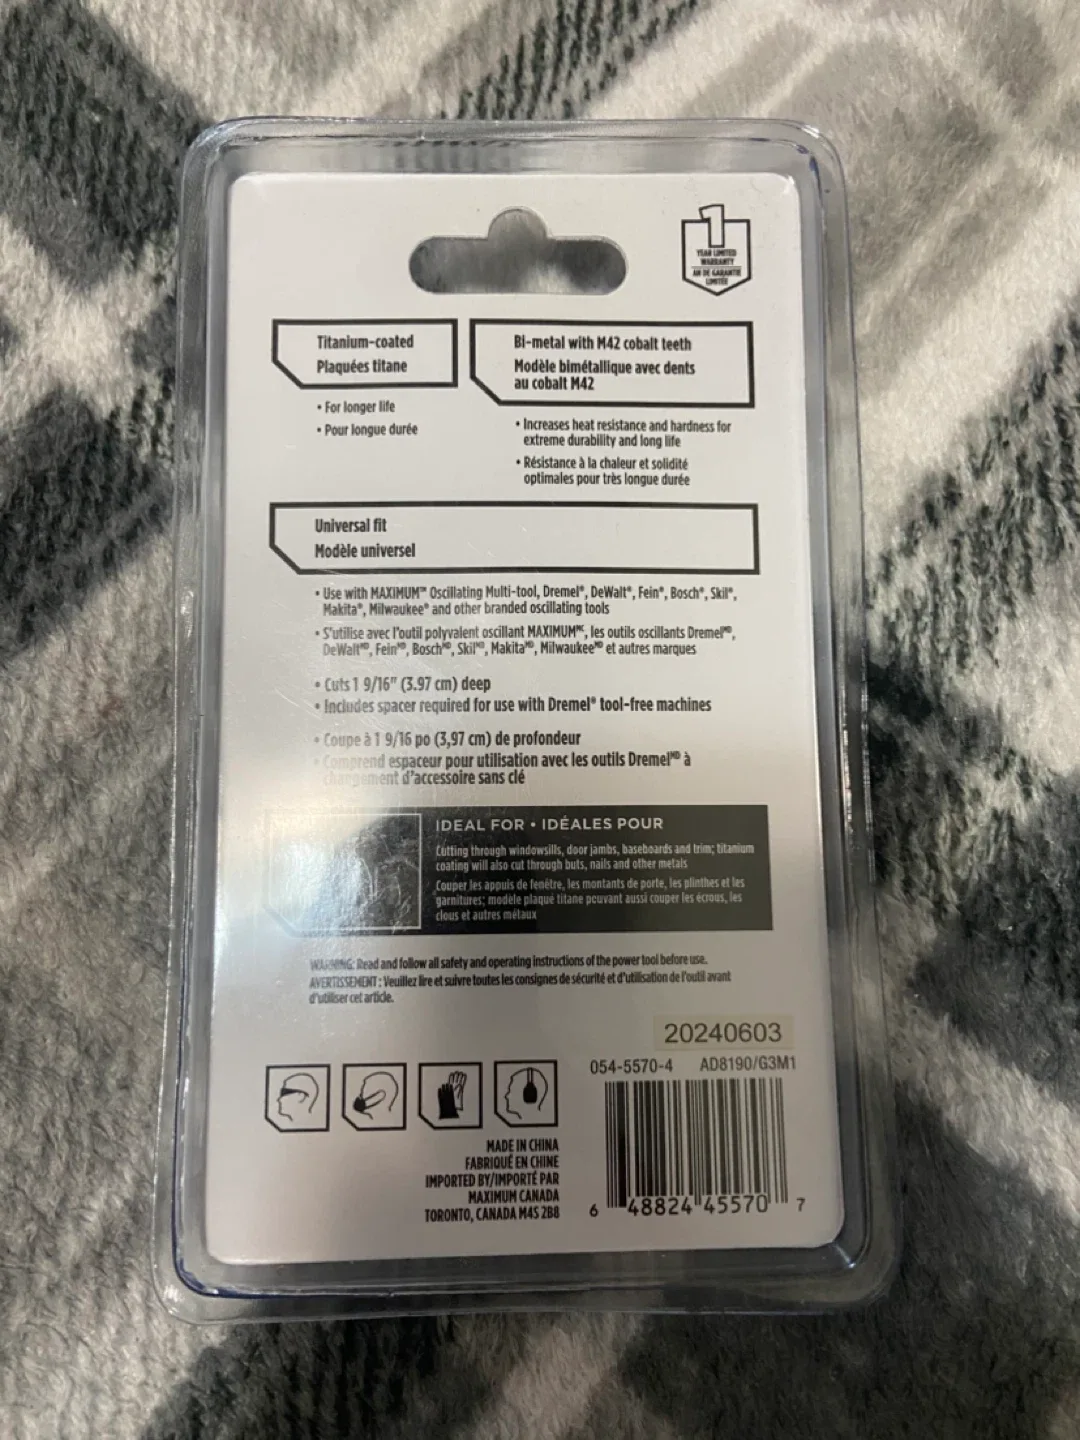 1
YEAR LIMITED
WARRANTY
AN DE GARANTIE
LIMITÉE
Titanium-coated
Plaquées titane
• For longer life
• Pour longue durée
Bi-metal with M42 cobalt teeth
Modèle bimétallique avec dents
au cobalt M42
• Increases heat resistance and hardness for
extreme durability and long life
• Résistance à la chaleur et solidité
optimales pour très longue durée
Universal fit
Modèle universel
• Use with MAXIMUM™ Oscillating Multi-tool, Dremel®, DeWalt®, Fein®, Bosch®, Skil®,
Makita®, Milwaukee® and other branded oscillating tools
• S'utilise avec l'outil polyvalent oscillant MAXIMUMᴹᶜ, les outils oscillants Dremelᴹᴰ,
DeWaltᴹᴰ, Feinᴹᴰ, Boschᴹᴰ, Skilᴹᴰ, Makitaᴹᴰ, Milwaukeeᴹᴰ et autres marques
• Cuts 1 9/16" (3.97 cm) deep
• Includes spacer required for use with Dremel® tool-free machines
• Coupe à 1 9/16 po (3,97 cm) de profondeur
• Comprend espaceur pour utilisation avec les outils Dremelᴹᴰ à
changement d'accessoire sans clé
IDEAL FOR • IDÉALES POUR
Cutting through windowsills, door jambs, baseboards and trim; titanium
coating will also cut through buts, nails and other metals
Couper les appuis de fenêtre, les montants de porte, les plinthes et les
garnitures; modèle plaqué titane peuvant aussi couper les écrous, les
clous et autres métaux
WARNING: Read and follow all safety and operating instructions of the power tool before use.
AVERTISSEMENT : Veuillez lire et suivre toutes les consignes de sécurité et d'utilisation de l'outil avant
d'utiliser cet article.
20240603
054-5570-4 AD8190/G3M1
MADE IN CHINA
FABRIQUÉ EN CHINE
IMPORTED BY/IMPORTÉ PAR
MAXIMUM CANADA
TORONTO, CANADA M4S 2B8
6 48824 45570 7